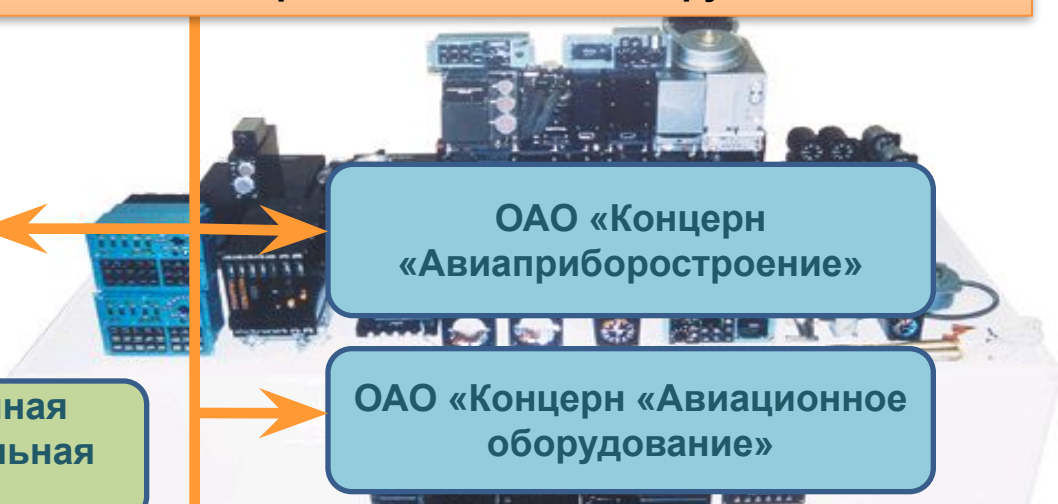 ОАО «Концерн
«Авиаприборостроение»
ОАО «Концерн «Авиационное
оборудование»